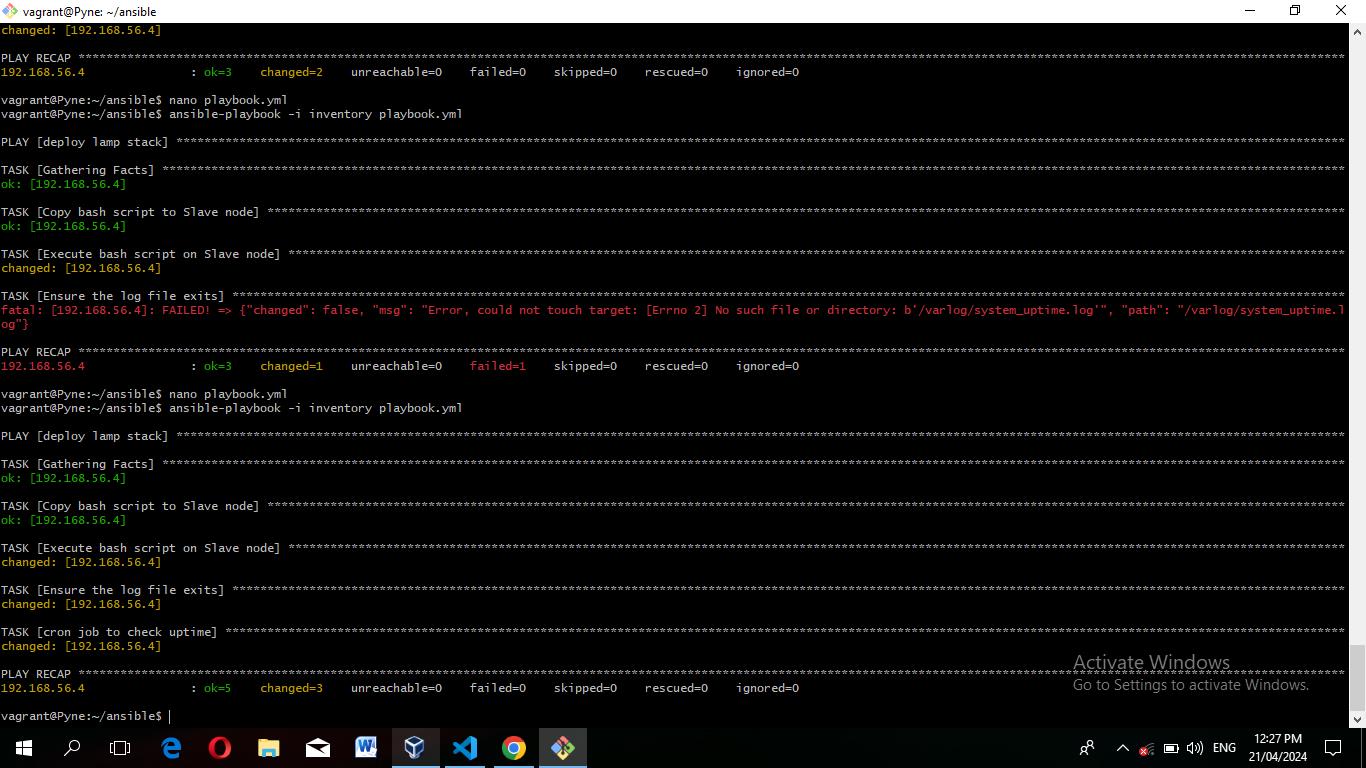 vagrant@Pyne: ~/ansible
changed: [192.168.56.4]
PLAY RECAP *********************************************************************
192.168.56.4 : ok=3 changed=2 unreachable=0 failed=0 skipped=0 rescued=0 ignored=0
vagrant@Pyne:~/ansible$ nano playbook.yml
vagrant@Pyne:~/ansible$ ansible-playbook -i inventory playbook.yml
PLAY [deploy lamp stack] *********************************************************************
TASK [Gathering Facts] *********************************************************************
ok: [192.168.56.4]
TASK [Copy bash script to Slave node] *********************************************************************
ok: [192.168.56.4]
TASK [Execute bash script on Slave node] *********************************************************************
changed: [192.168.56.4]
TASK [Ensure the log file exits] *********************************************************************
fatal: [192.168.56.4]: FAILED! => {"changed": false, "msg": "Error, could not touch target: [Errno 2] No such file or directory: b'/varlog/system_uptime.log'", "path": "/varlog/system_uptime.l
og"}
PLAY RECAP *********************************************************************
192.168.56.4 : ok=3 changed=1 unreachable=0 failed=1 skipped=0 rescued=0 ignored=0
vagrant@Pyne:~/ansible$ nano playbook.yml
vagrant@Pyne:~/ansible$ ansible-playbook -i inventory playbook.yml
PLAY [deploy lamp stack] *********************************************************************
TASK [Gathering Facts] *********************************************************************
ok: [192.168.56.4]
TASK [Copy bash script to Slave node] *********************************************************************
ok: [192.168.56.4]
TASK [Execute bash script on Slave node] *********************************************************************
changed: [192.168.56.4]
TASK [Ensure the log file exits] *********************************************************************
changed: [192.168.56.4]
TASK [cron job to check uptime] *********************************************************************
changed: [192.168.56.4]
PLAY RECAP *********************************************************************
192.168.56.4 : ok=5 changed=3 unreachable=0 failed=0 skipped=0 rescued=0 ignored=0
vagrant@Pyne:~/ansible$
Activate Windows
Go to Settings to activate Windows.
ENG
12:27 PM
21/04/2024